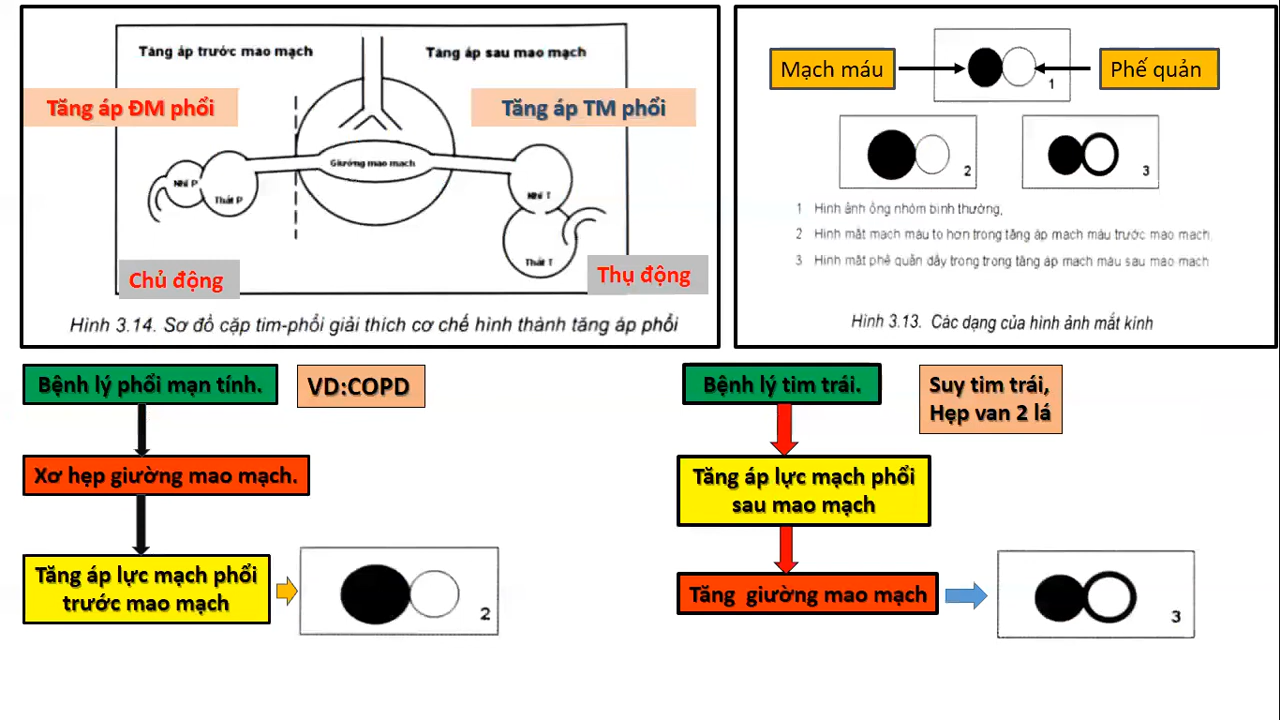 Tăng áp trước mao mạch
Tăng áp sau mao mạch
Tăng áp ĐM phổi
Tăng áp TM phổi
Giường mao mạch
Nhĩ P
Thất P
Nhĩ T
Thất T
Chủ động
Thụ động
Hình 3.14. Sơ đồ cặp tim-phổi giải thích cơ chế hình thành tăng áp phổi
Mạch máu
Phế quản
1
2
3
1 Hình ảnh ống nhóm bình thường,
2 Hình mắt mạch máu to hơn trong tăng áp mạch máu trước mao mạch
3 Hình mắt phế quản dầy trong trong tăng áp mạch máu sau mao mạch
Hình 3.13. Các dạng của hình ảnh mắt kính
Bệnh lý phổi mạn tính.
VD:COPD
Xơ hẹp giường mao mạch.
Tăng áp lực mạch phổi
trước mao mạch
2
Bệnh lý tim trái.
Suy tim trái,
Hẹp van 2 lá
Tăng áp lực mạch phổi
sau mao mạch
Tăng giường mao mạch
3